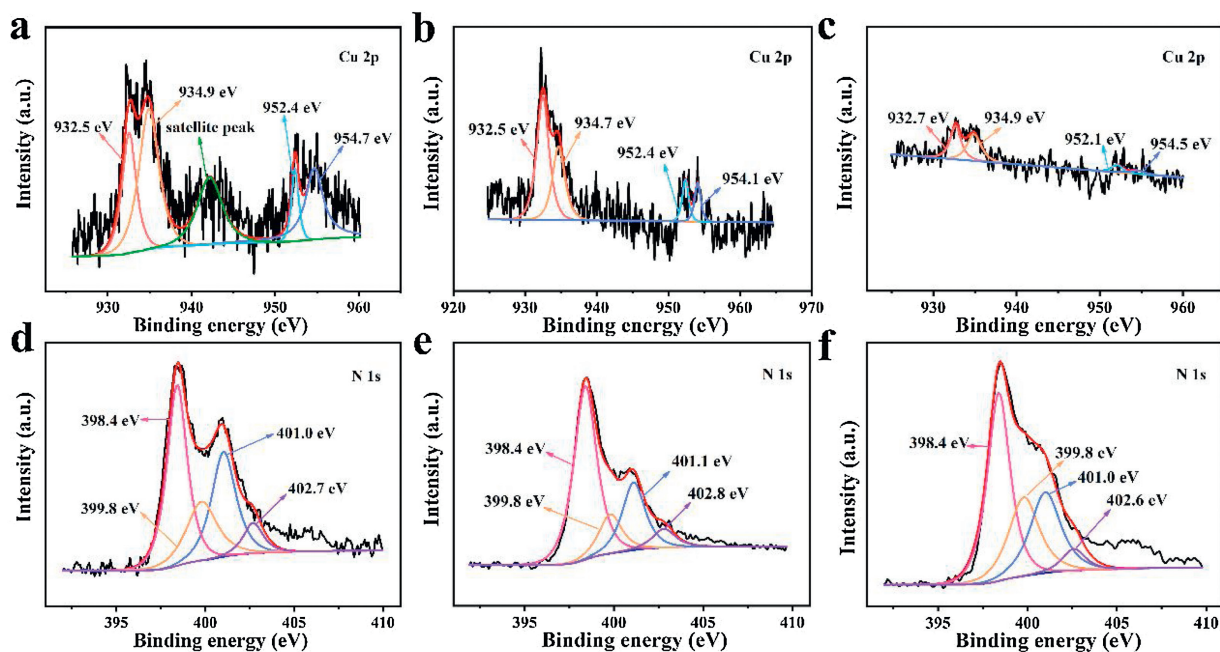 a
Cu 2p
932.5 eV
934.9 eV
satellite peak
952.4 eV
954.7 eV
Intensity (a.u.)
930 935 940 945 950 955 960
Binding energy (eV)
b
Cu 2p
932.5 eV
934.7 eV
952.4 eV
954.1 eV
Intensity (a.u.)
920 930 940 950 960 970
Binding energy (eV)
c
Cu 2p
932.7 eV
934.9 eV
952.1 eV
954.5 eV
Intensity (a.u.)
930 940 950 960
Binding energy (eV)
d
N 1s
398.4 eV
401.0 eV
399.8 eV
402.7 eV
Intensity (a.u.)
395 400 405 410
Binding energy (eV)
e
N 1s
398.4 eV
401.1 eV
399.8 eV
402.8 eV
Intensity (a.u.)
395 400 405 410
Binding energy (eV)
f
N 1s
398.4 eV
399.8 eV
401.0 eV
402.6 eV
Intensity (a.u.)
395 400 405 410
Binding energy (eV)